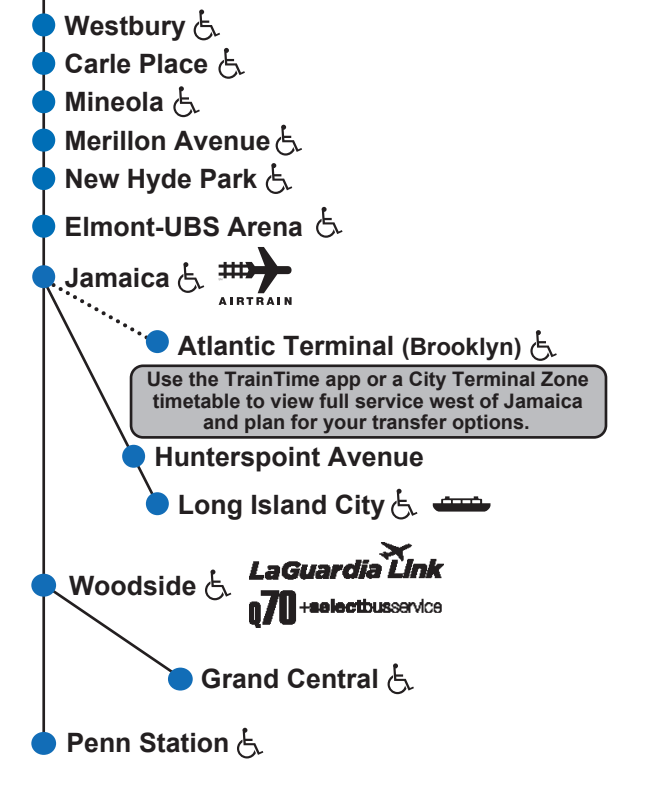 Westbury
Carle Place
Mineola
Merillon Avenue
New Hyde Park
Elmont-UBS Arena
Jamaica
AIRTRAIN
Atlantic Terminal (Brooklyn)
Use the TrainTime app or a City Terminal Zone
timetable to view full service west of Jamaica
and plan for your transfer options.
Hunterspoint Avenue
Long Island City
Woodside
LaGuardia Link
Q70 +selectbusservice
Grand Central
Penn Station